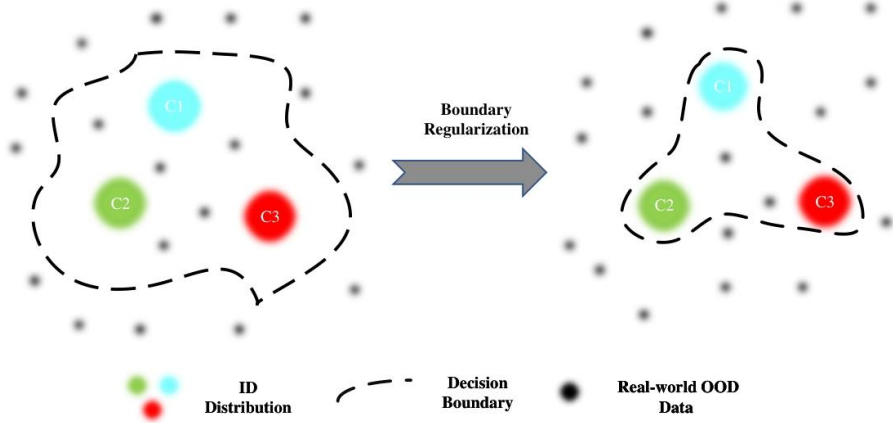 C1
C2
C3
Boundary
Regularization
C1
C2
C3
ID
Distribution
Decision
Boundary
Real-world OOD
Data